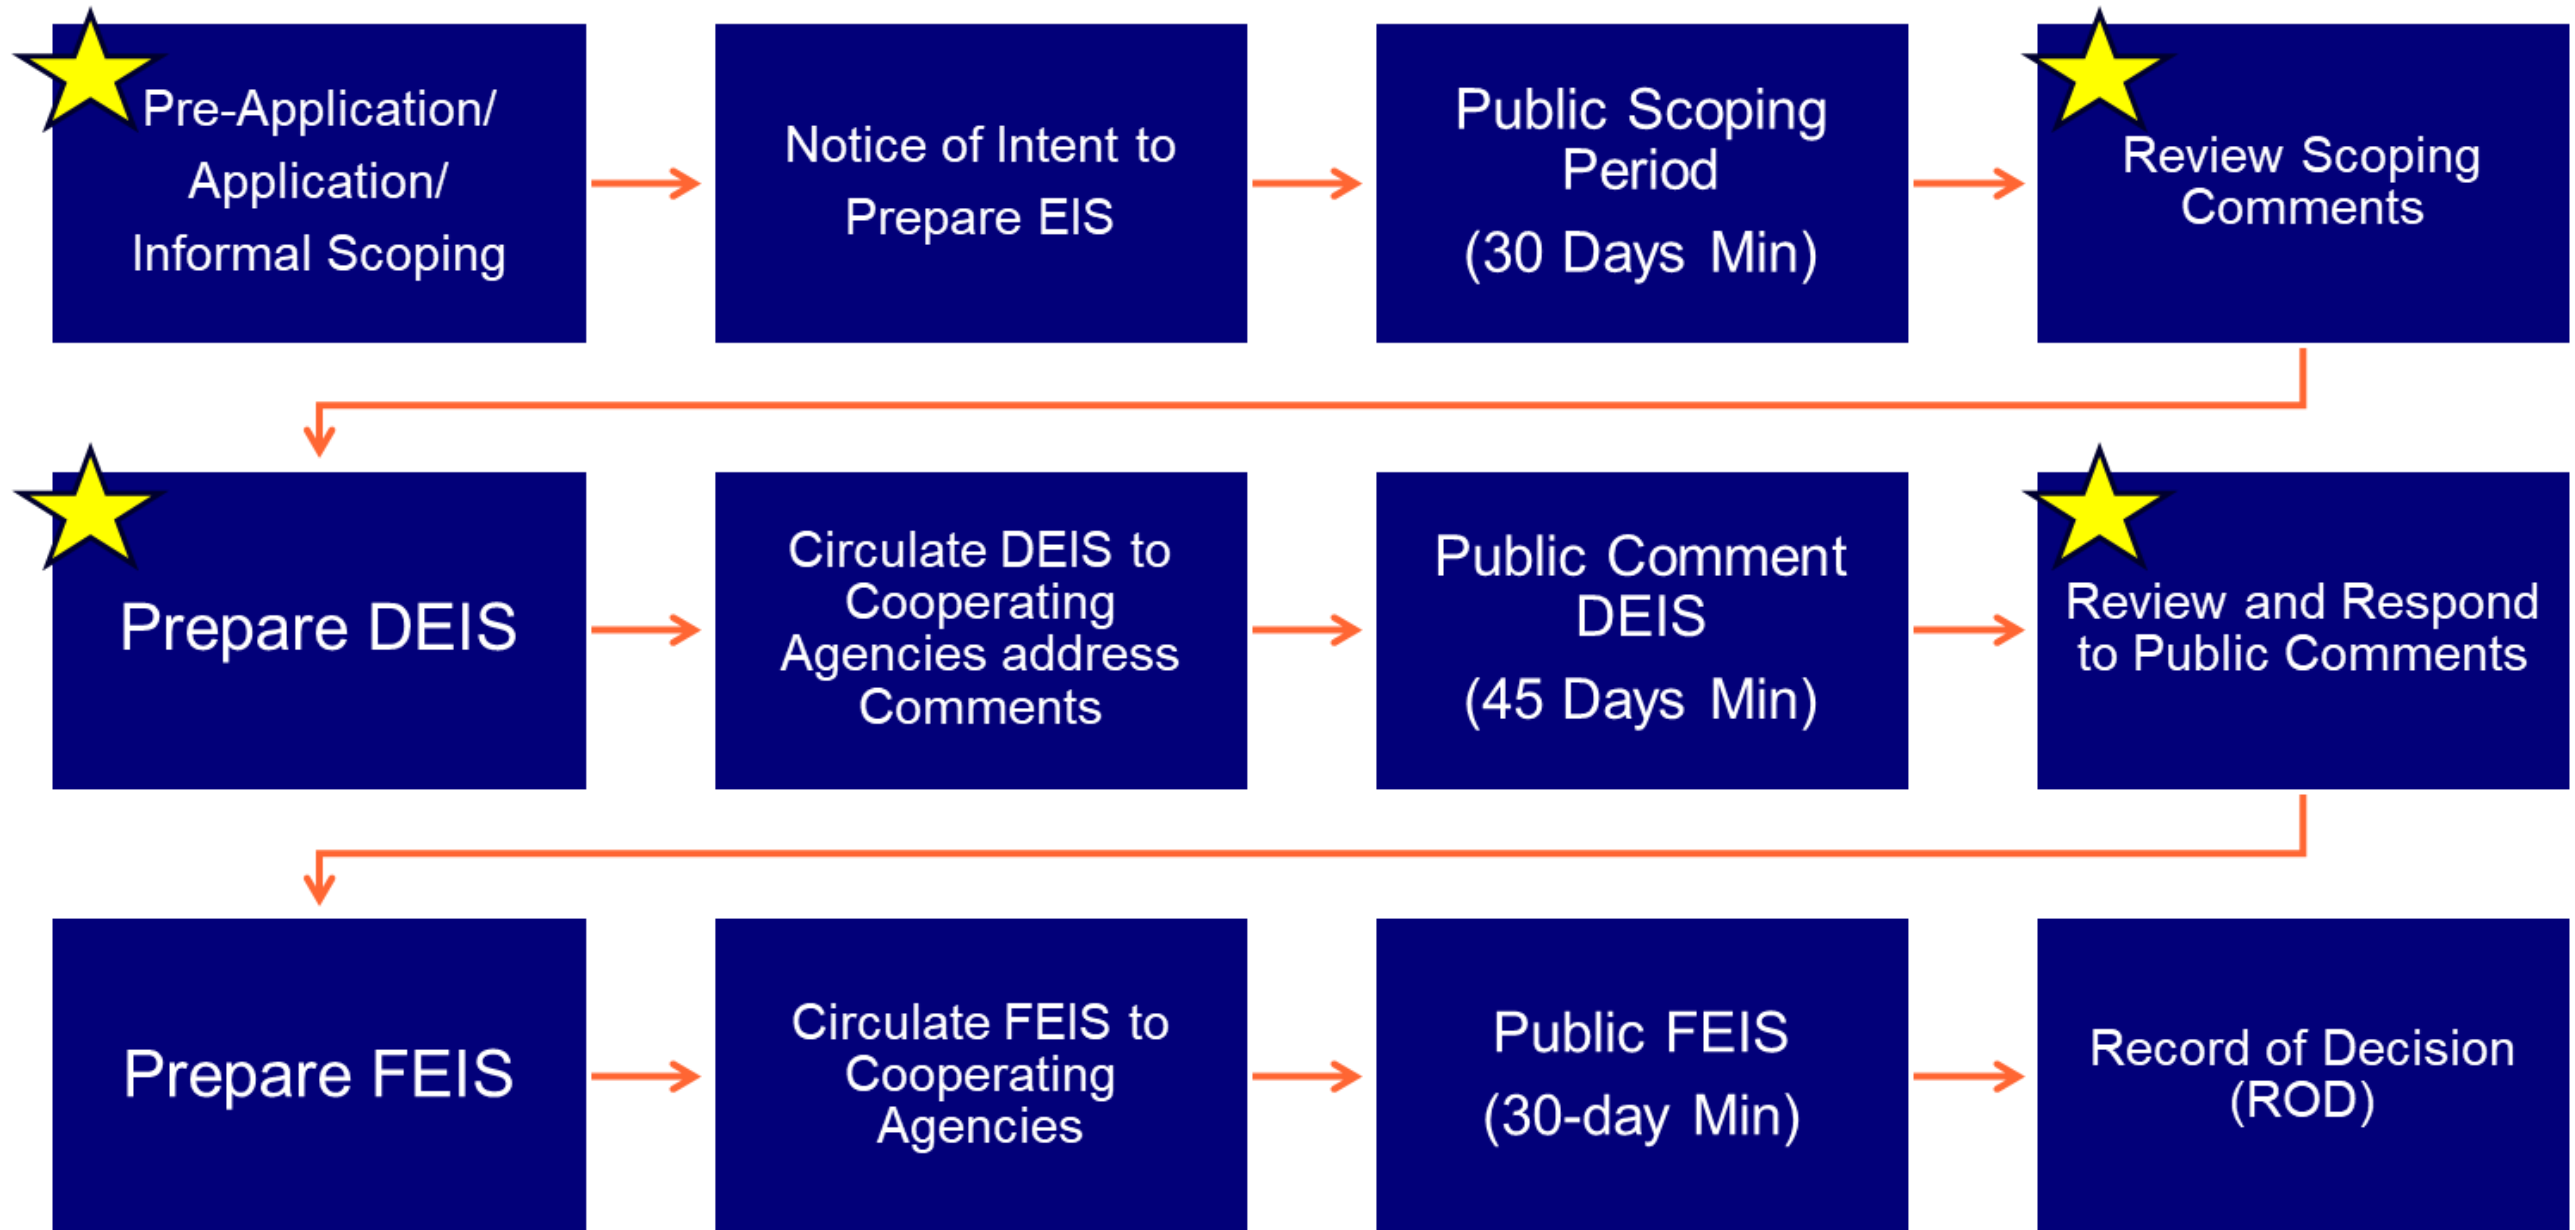 Pre-Application/
Application/
Informal Scoping
Notice of Intent to
Prepare EIS
Public Scoping
Period
(30 Days Min)
Review Scoping
Comments
Prepare DEIS
Circulate DEIS to
Cooperating
Agencies address
Comments
Public Comment
DEIS
(45 Days Min)
Review and Respond
to Public Comments
Prepare FEIS
Circulate FEIS to
Cooperating
Agencies
Public FEIS
(30-day Min)
Record of Decision
(ROD)